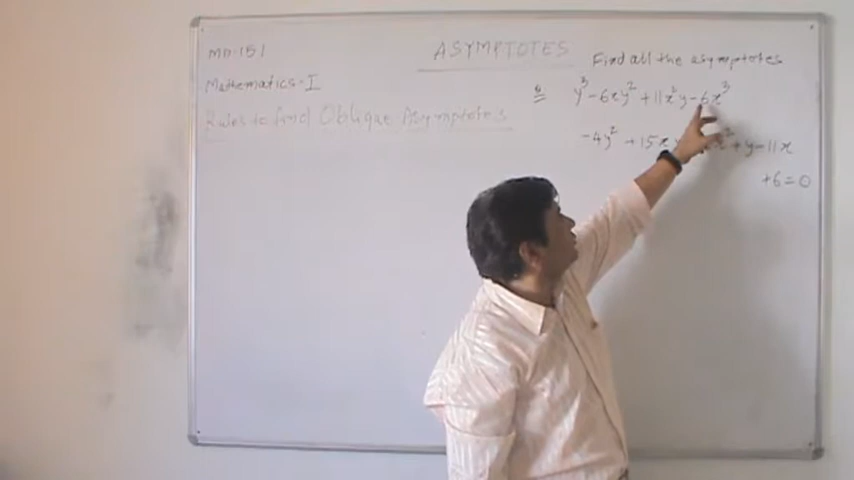 MA-151
ASYMPTOTES
Mathematics-I
Rules to find Oblique Asymptotes
Find all the asymptotes
Q y³ - 6xy² + 11x²y - 6x³
-4y² + 15x x² + y - 11x
+6 = 0